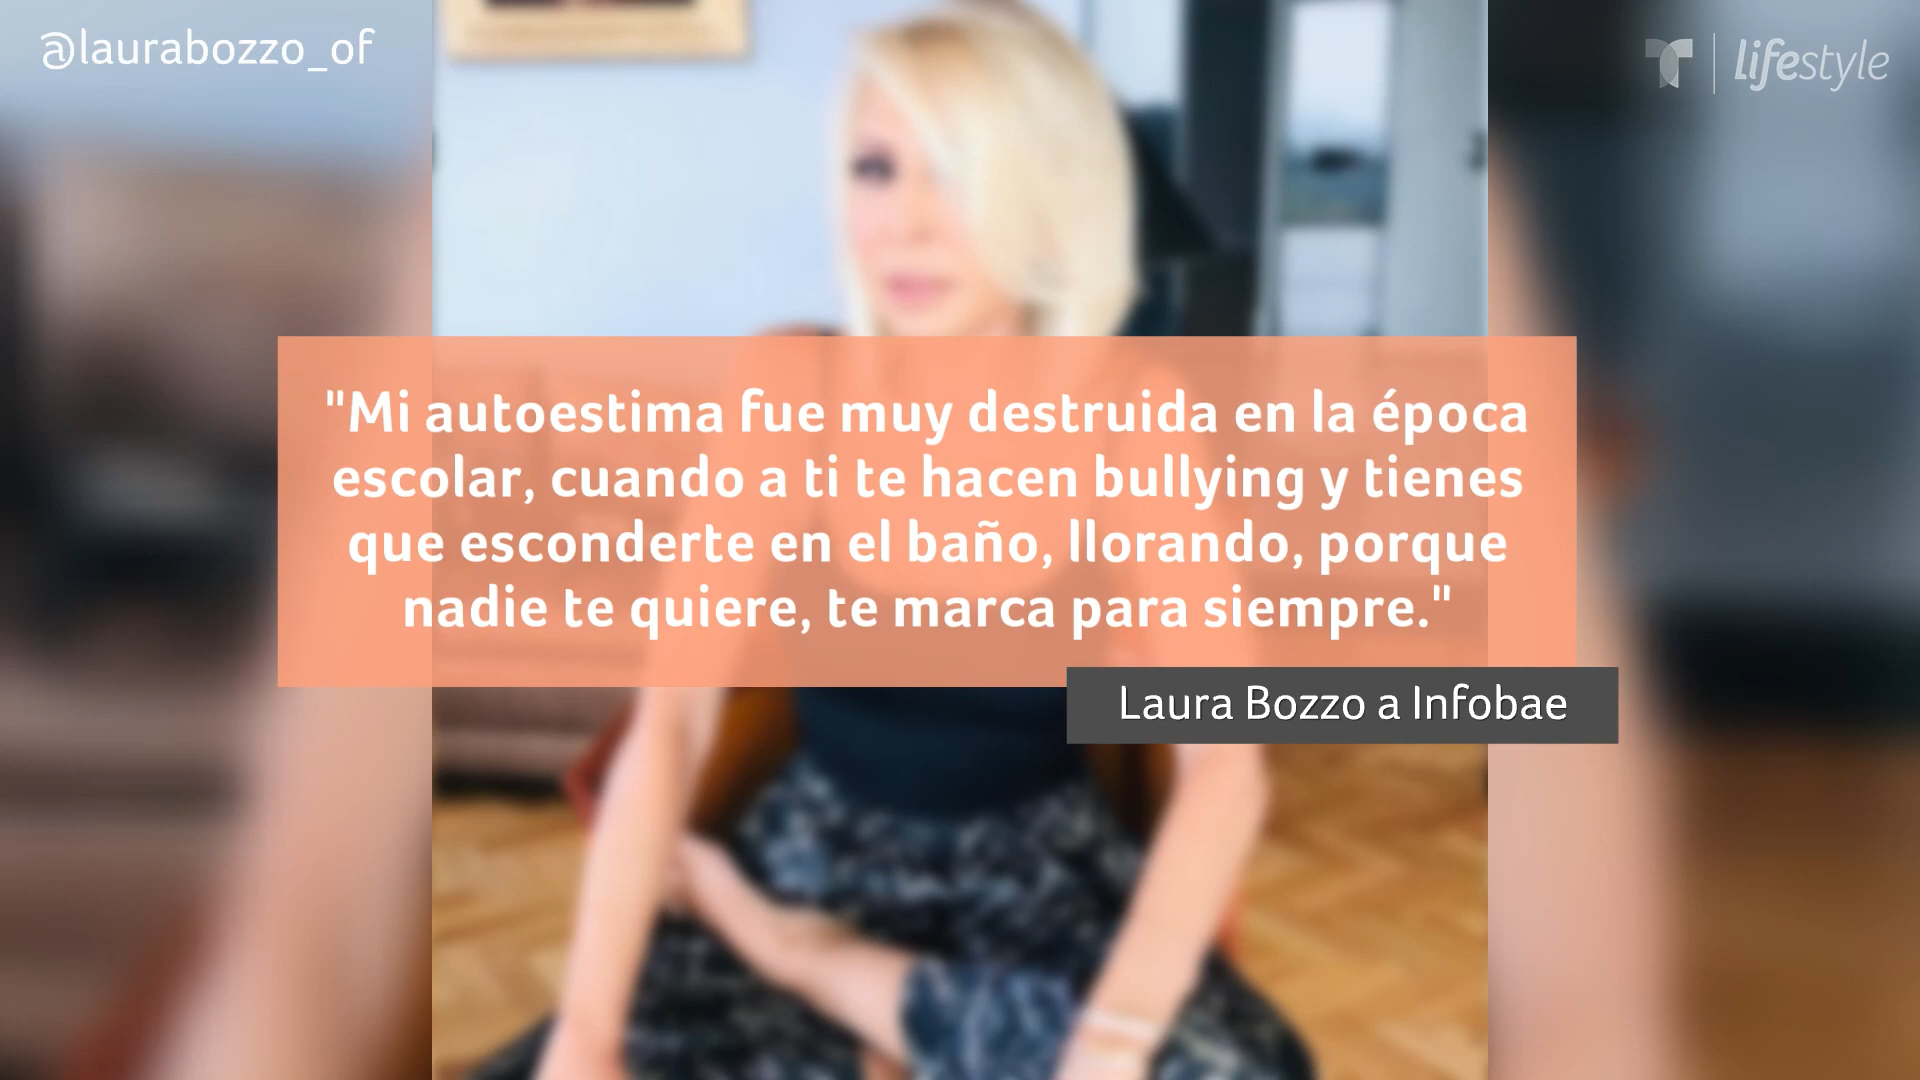 @laurabozzo_of
lifestyle
"Mi autoestima fue muy destruida en la época
escolar, cuando a ti te hacen bullying y tienes
que esconderte en el baño, llorando, porque
nadie te quiere, te marca para siempre."
Laura Bozzo a Infobae